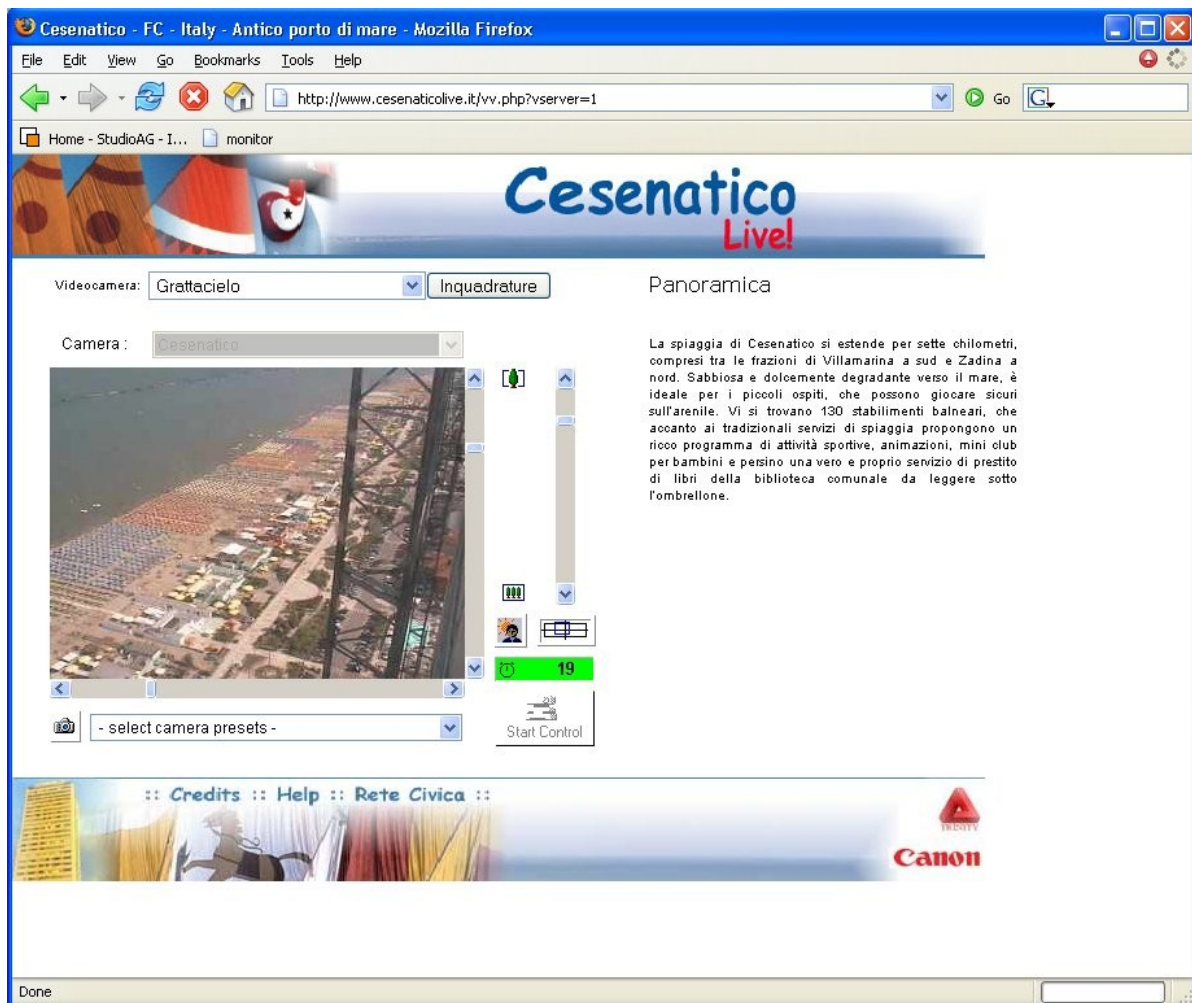 Cesenatico - FC - Italy - Antico porto di mare - Mozilla Firefox
File Edit View Go Bookmarks Tools Help
http://www.cesenaticolive.it/vv.php?vserver=1
Go
G
Home - StudioAG - I... monitor
Cesenatico
Live!
Videocamera: Grattacielo Inquadrature
Panoramica
Camera : Cesenatico
La spiaggia di Cesenatico si estende per sette chilometri,
compresi tra le frazioni di Villamarina a sud e Zadina a
nord. Sabbiosa e dolcemente degradante verso il mare, è
ideale per i piccoli ospiti, che possono giocare sicuri
sull'arenile. Vi si trovano 130 stabilimenti balneari, che
accanto ai tradizionali servizi di spiaggia propongono un
ricco programma di attività sportive, animazioni, mini club
per bambini e persino una vero e proprio servizio di prestito
di libri della biblioteca comunale da leggere sotto
l'ombrellone.
19
- select camera presets -
Start Control
:: Credits :: Help :: Rete Civica ::
TRINITY
Canon
Done